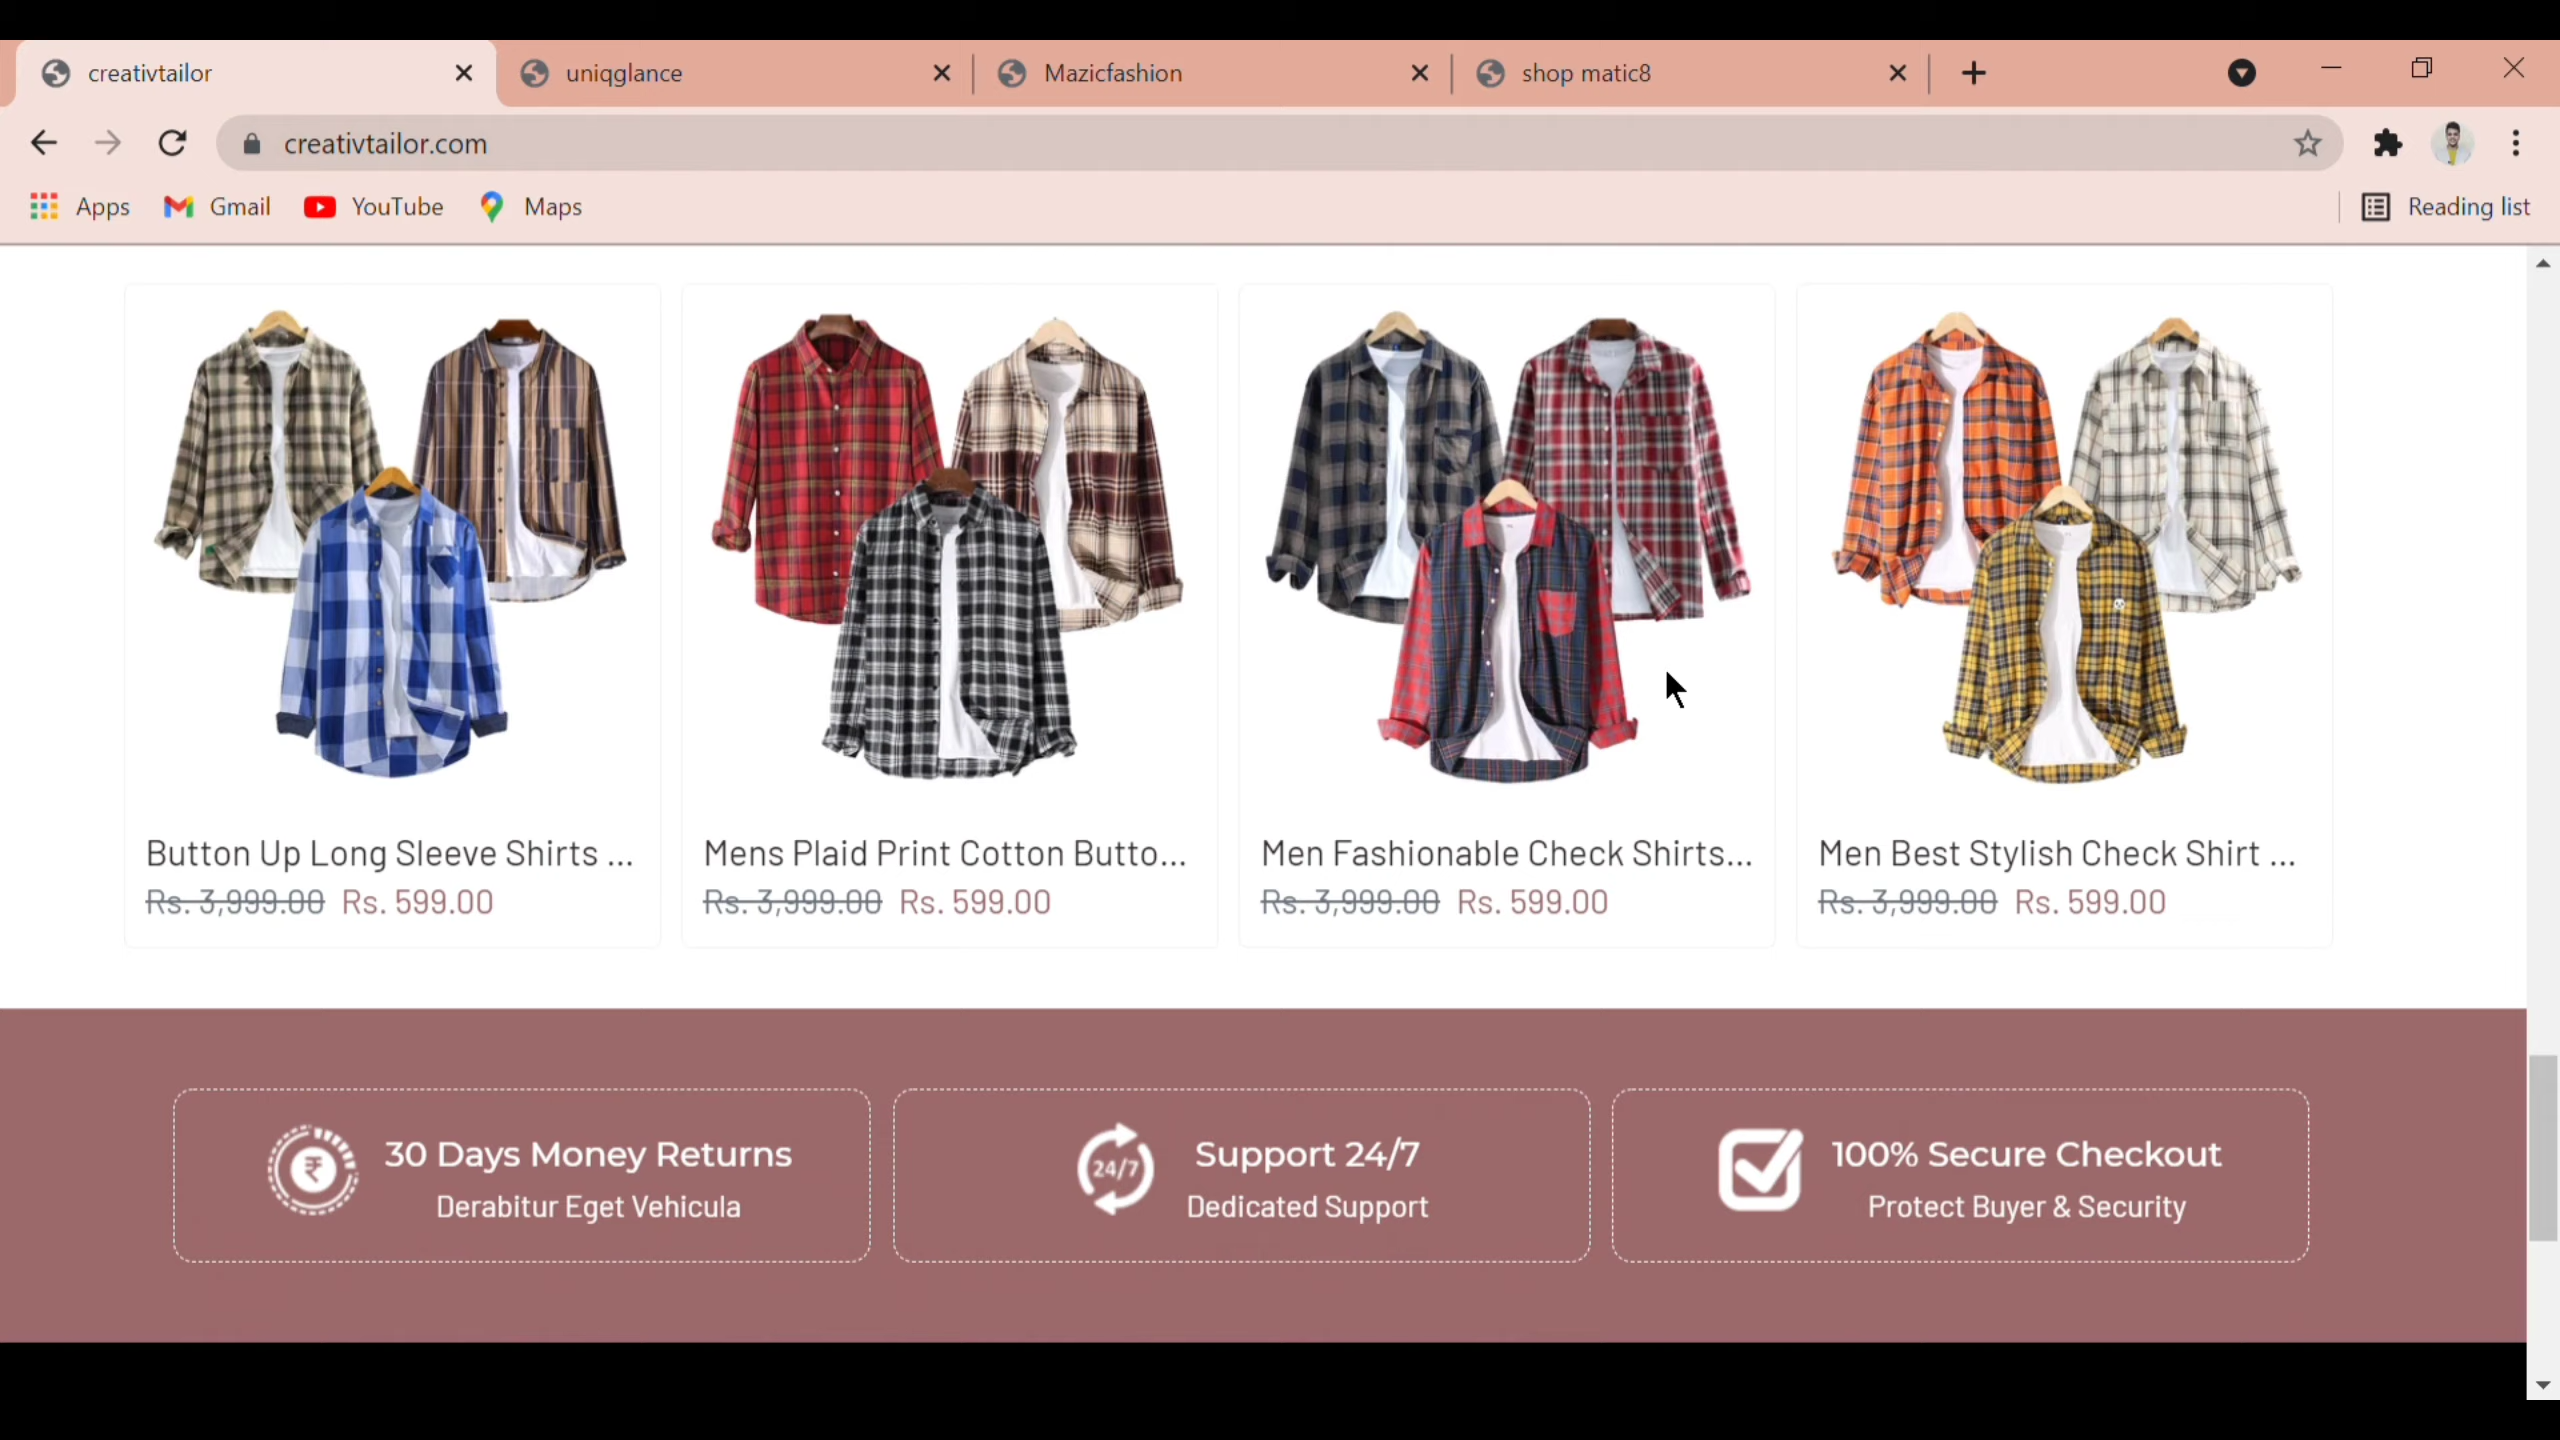 creativtailor
uniqglance
Mazicfashion
shop matic8
creativtailor.com
Apps
Gmail
YouTube
Maps
Reading list
Button Up Long Sleeve Shirts ...
Rs. 3,999.00 Rs. 599.00
Mens Plaid Print Cotton Butto...
Rs. 3,999.00 Rs. 599.00
Men Fashionable Check Shirts...
Rs. 3,999.00 Rs. 599.00
Men Best Stylish Check Shirt ...
Rs. 3,999.00 Rs. 599.00
₹
30 Days Money Returns
Derabitur Eget Vehicula
24/7
Support 24/7
Dedicated Support
100% Secure Checkout
Protect Buyer & Security